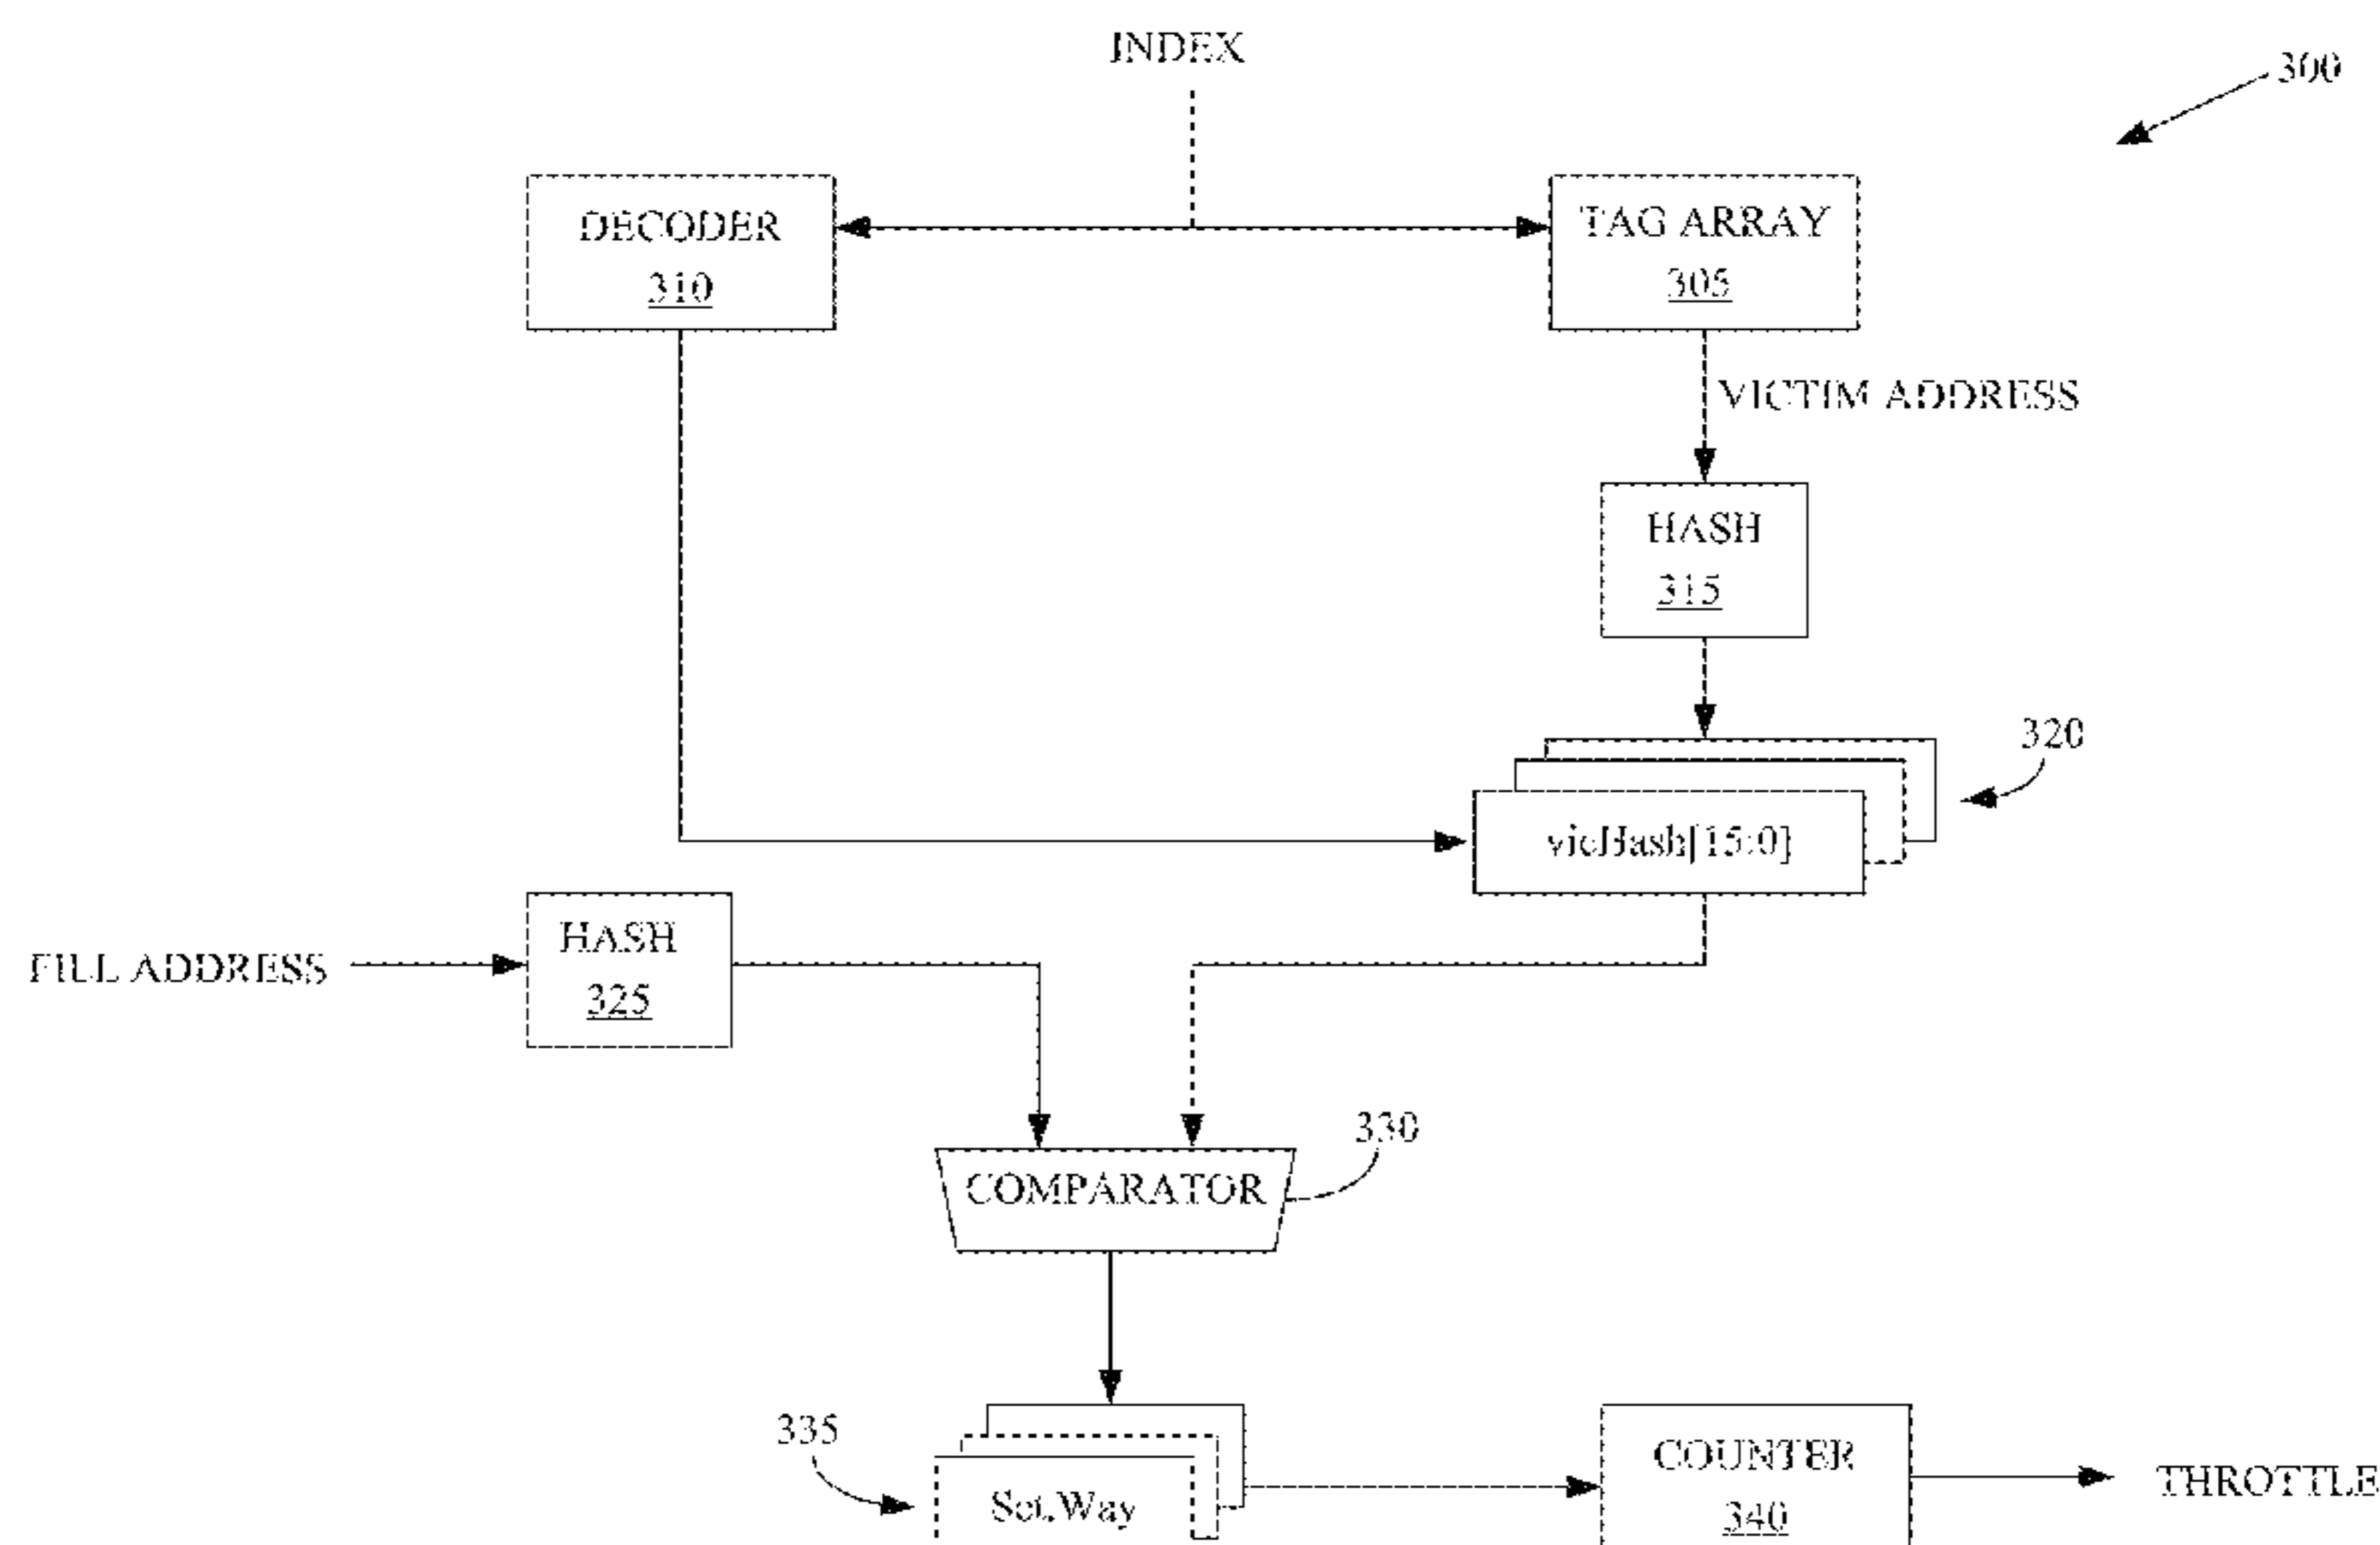 INDEX
300
DECODER
310
TAG ARRAY
305
VICTIM ADDRESS
HASH
315
320
vicHash[15:0]
FILL ADDRESS
HASH
325
330
COMPARATOR
335
Set.Way
COUNTER
340
THROTTLE